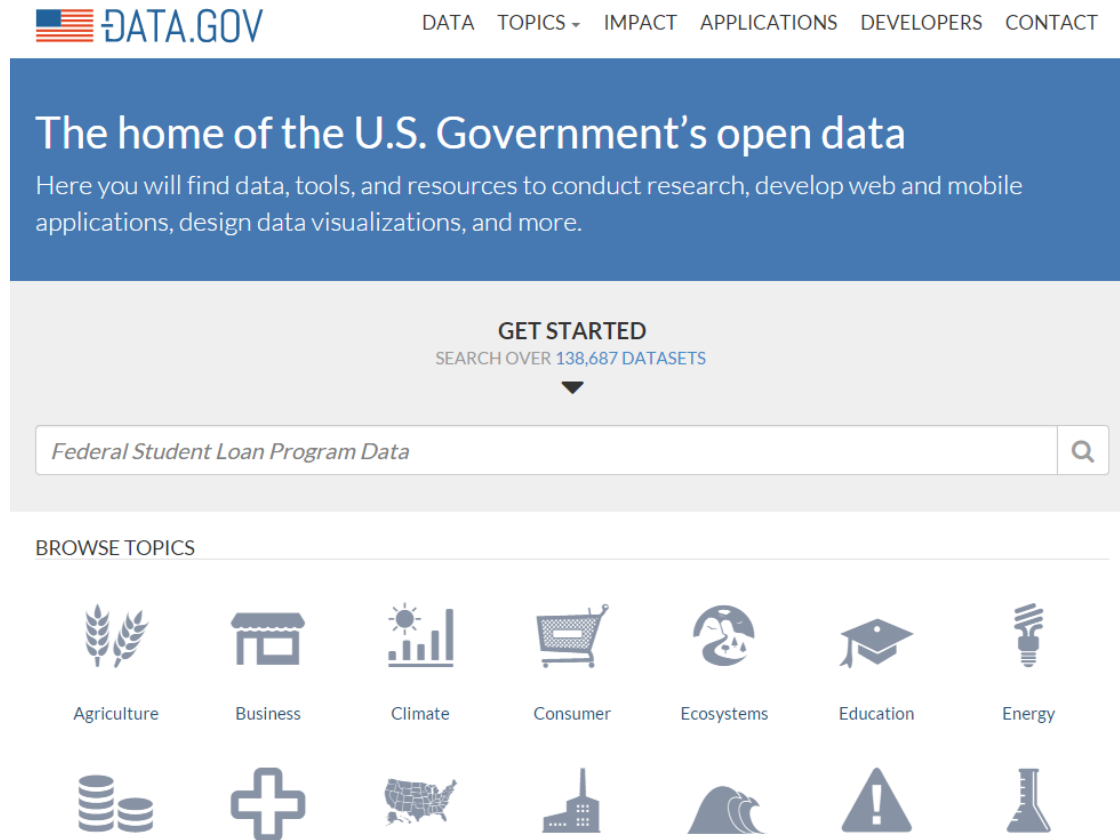 DATA.GOV
DATA TOPICS IMPACT APPLICATIONS DEVELOPERS CONTACT
The home of the U.S. Government's open data
Here you will find data, tools, and resources to conduct research, develop web and mobile
applications, design data visualizations, and more.
GET STARTED
SEARCH OVER 138,687 DATASETS
Federal Student Loan Program Data
BROWSE TOPICS
Agriculture Business Climate Consumer Ecosystems Education Energy